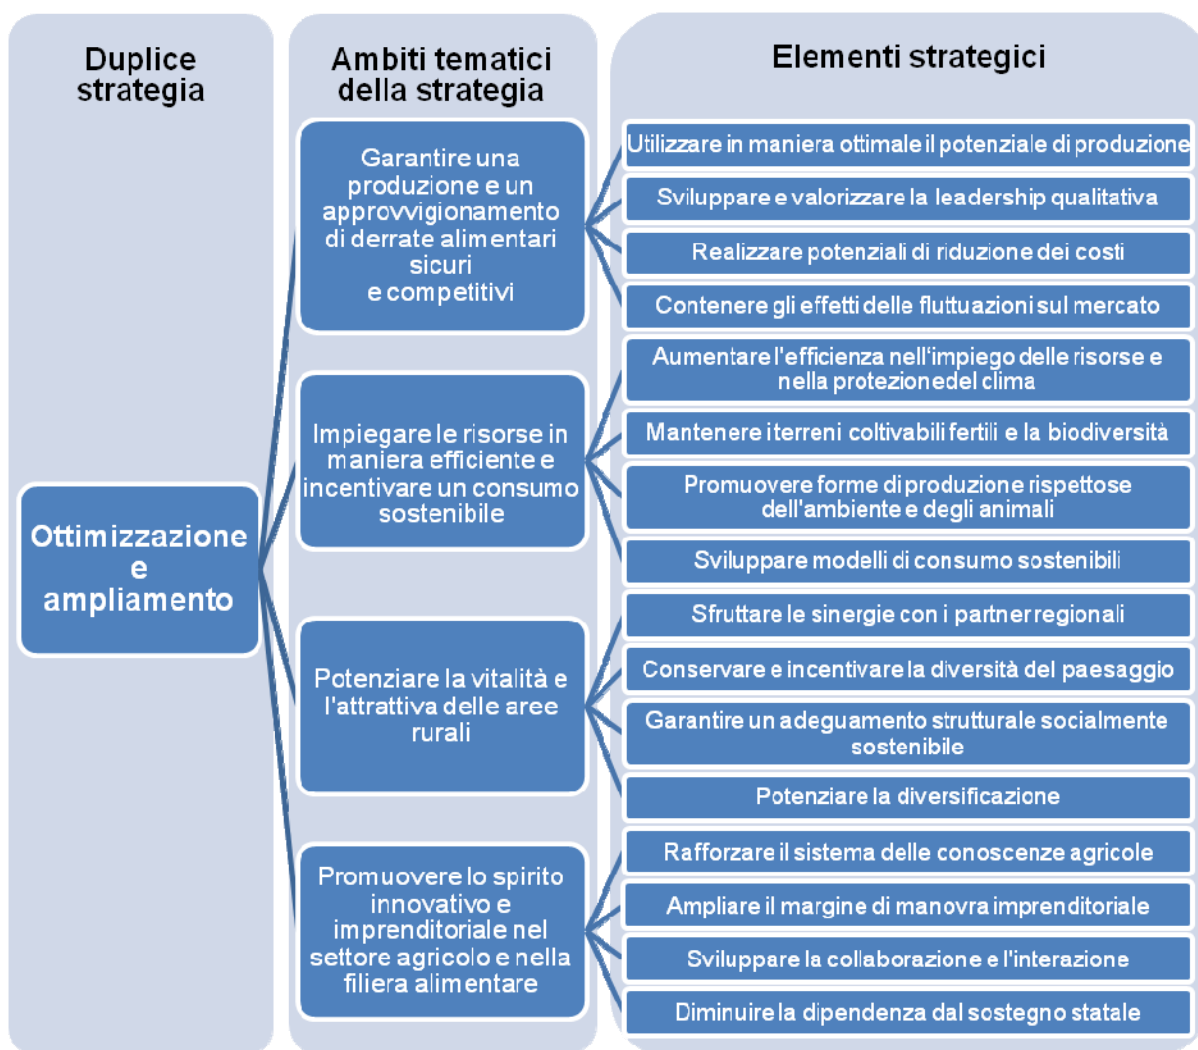 Duplice
strategia
Ambiti tematici
della strategia
Elementi strategici
Ottimizzazione
e
ampliamento
Garantire una
produzione e un
approvvigionamento
di derrate alimentari
sicuri
e competitivi
Utilizzare in maniera ottimale il potenziale di produzione
Sviluppare e valorizzare la leadership qualitativa
Realizzare potenziali di riduzione dei costi
Contenere gli effetti delle fluttuazioni sul mercato
Impiegare le risorse in
maniera efficiente e
incentivare un consumo
sostenibile
Aumentare l'efficienza nell'impiego delle risorse e
nella protezione del clima
Mantenere i terreni coltivabili fertili e la biodiversità
Promuovere forme di produzione rispettose
dell'ambiente e degli animali
Sviluppare modelli di consumo sostenibili
Potenziare la vitalità e
l'attrattiva delle aree
rurali
Sfruttare le sinergie con i partner regionali
Conservare e incentivare la diversità del paesaggio
Garantire un adeguamento strutturale socialmente
sostenibile
Potenziare la diversificazione
Promuovere lo spirito
innovativo e
imprenditoriale nel
settore agricolo e nella
filiera alimentare
Rafforzare il sistema delle conoscenze agricole
Ampliare il margine di manovra imprenditoriale
Sviluppare la collaborazione e l'interazione
Diminuire la dipendenza dal sostegno statale